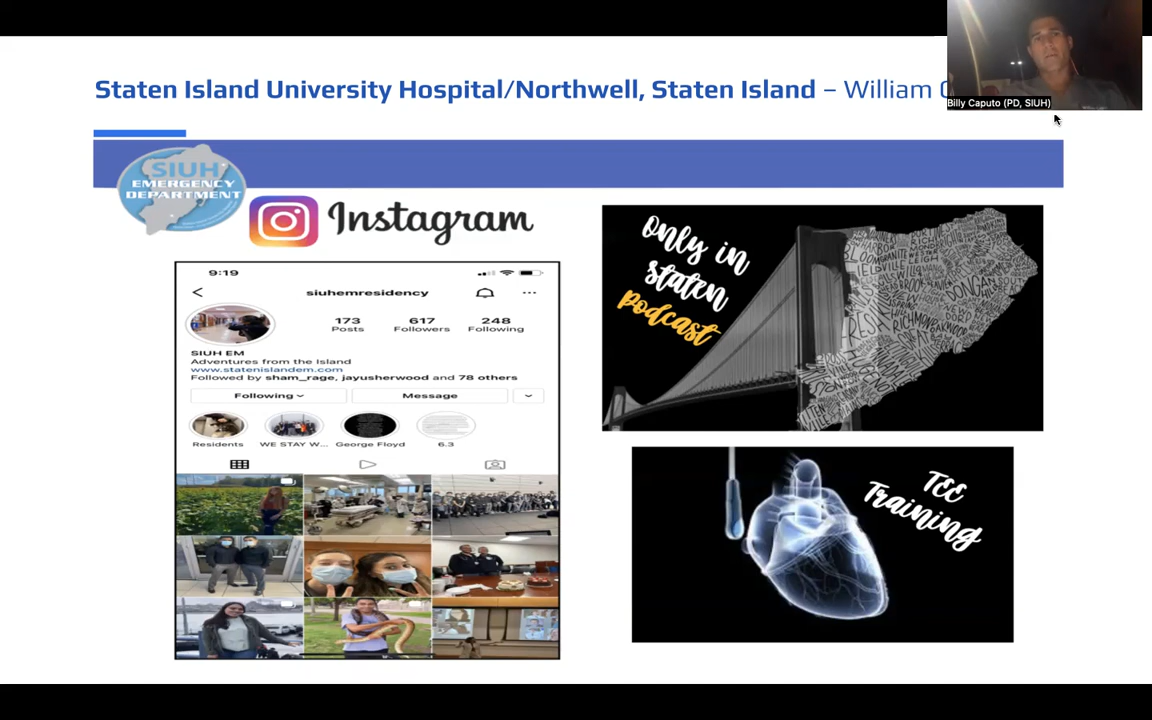 Staten Island University Hospital/Northwell, Staten Island – William
Billy Caputo (PD, SIUH)
SIUH
EMERGENCY
DEPARTMENT
Instagram
9:19
siuhemresidency
173 617 248
Posts Followers Following
SIUH EM
Adventures from the Island
www.statenislandem.com
Followed by sham_rage, jayusherwood and 78 others
Following Message
Residents WE STAY W... George Floyd 6.3
Only in
staten
podcast
TEE
Training